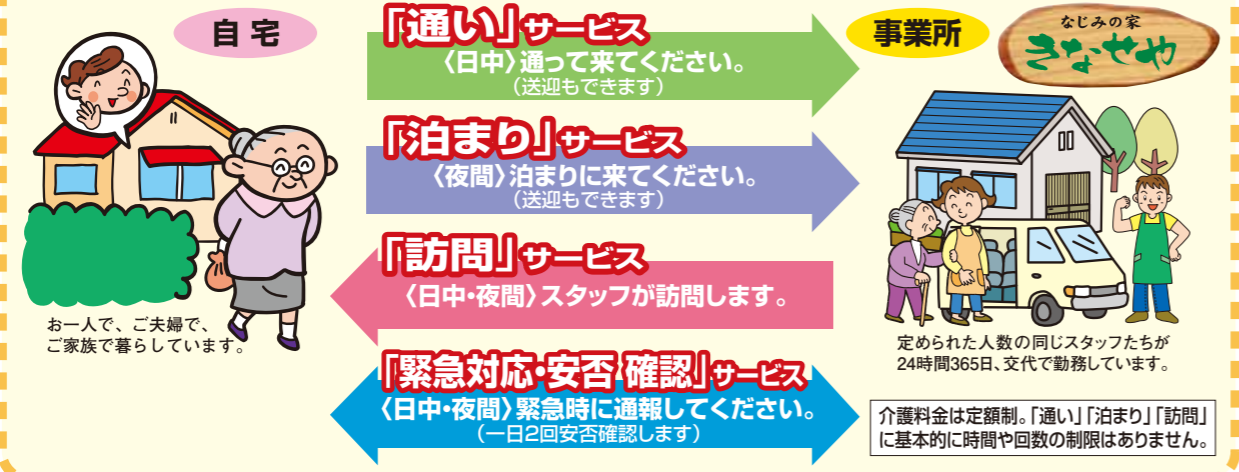 自宅
「通い」サービス
〈日中〉通って来てください。
（送迎もできます）
事業所
なじみの家
きなせや
「泊まり」サービス
〈夜間〉泊まりに来てください。
（送迎もできます）
「訪問」サービス
〈日中・夜間〉スタッフが訪問します。
お一人で、ご夫婦で、
ご家族で暮らしています。
定められた人数の同じスタッフたちが
24時間365日、交代で勤務しています。
「緊急対応・安否 確認」サービス
〈日中・夜間〉緊急時に通報してください。
（一日2回安否確認します）
介護料金は定額制。「通い」「泊まり」「訪問」
に基本的に時間や回数の制限はありません。